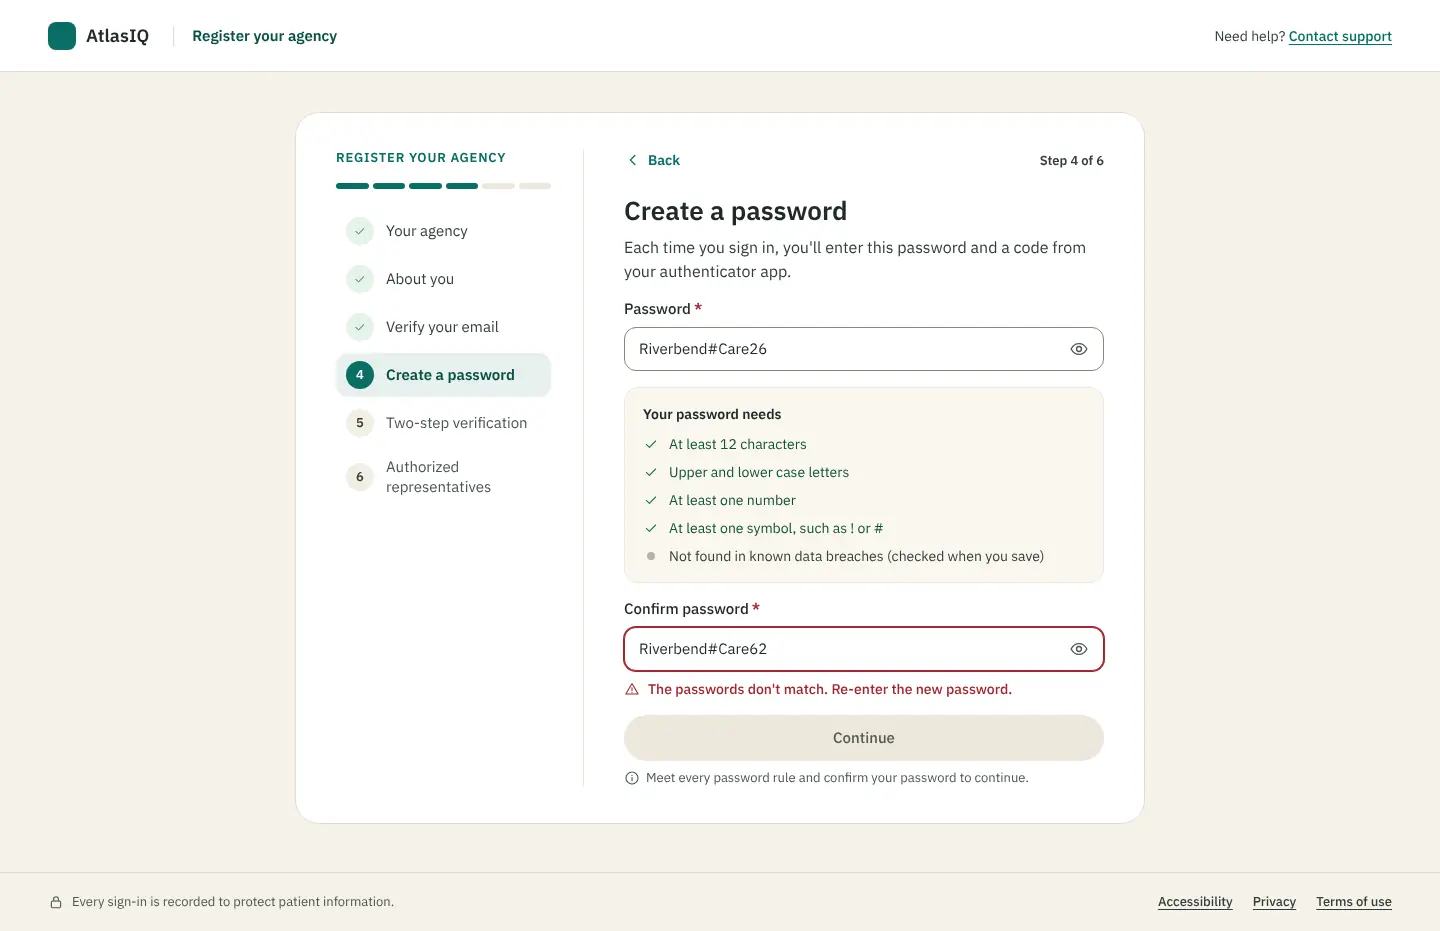 AtlasIQ
Register your agency
Need help? Contact support
REGISTER YOUR AGENCY
Your agency
About you
Verify your email
4 Create a password
5 Two-step verification
6 Authorized
representatives
Back
Step 4 of 6
Create a password
Each time you sign in, you'll enter this password and a code from
your authenticator app.
Password *
Riverbend#Care26
Your password needs
At least 12 characters
Upper and lower case letters
At least one number
At least one symbol, such as ! or #
Not found in known data breaches (checked when you save)
Confirm password *
Riverbend#Care62
The passwords don't match. Re-enter the new password.
Continue
Meet every password rule and confirm your password to continue.
Every sign-in is recorded to protect patient information.
Accessibility
Privacy
Terms of use